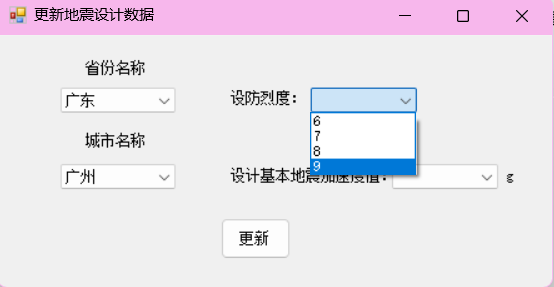 更新地震设计数据
省份名称
广东
设防烈度：
6
7
8
9
城市名称
广州
设计基本地震加速度值： g
更新